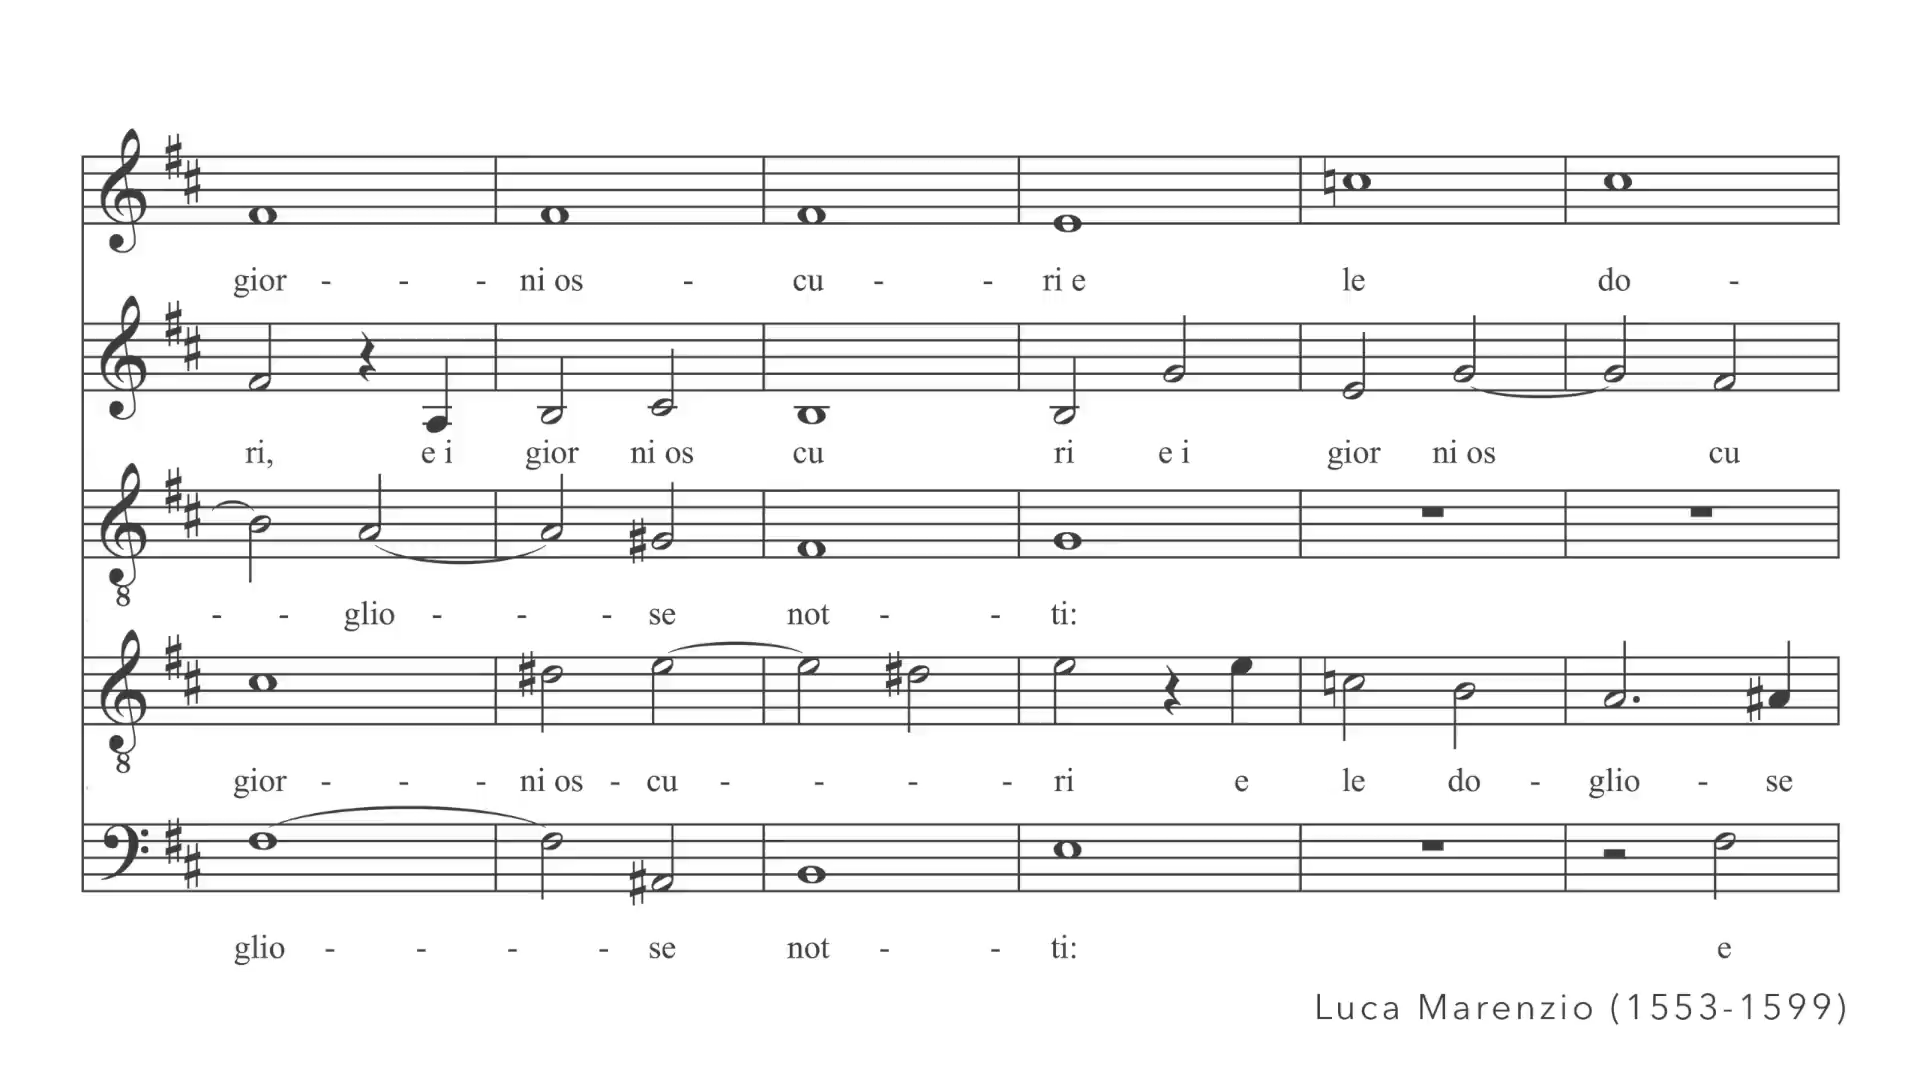 gior - - - ni os - cu - - ri e le do -
ri, e i gior ni os cu ri e i gior ni os cu
8
- - glio - - - se not - - ti:
8
gior - - - ni os - cu - - - ri e le do - glio - se
glio - - - - se not - - ti: e
Luca Marenzio (1553-1599)